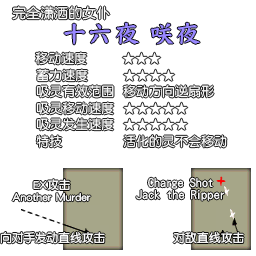 完全潇洒的女仆
十六夜 咲夜
移动速度 ☆☆☆
蓄力速度 ☆☆☆☆
吸灵有效范围 移动方向逆扇形
吸灵移动速度 ☆☆☆☆☆
吸灵发生速度 ☆☆☆☆☆
特技 活化的灵不会移动
EX攻击
Another Murder
向对手发动直线攻击
Change Shot
Jack the Ripper
对敌直线攻击